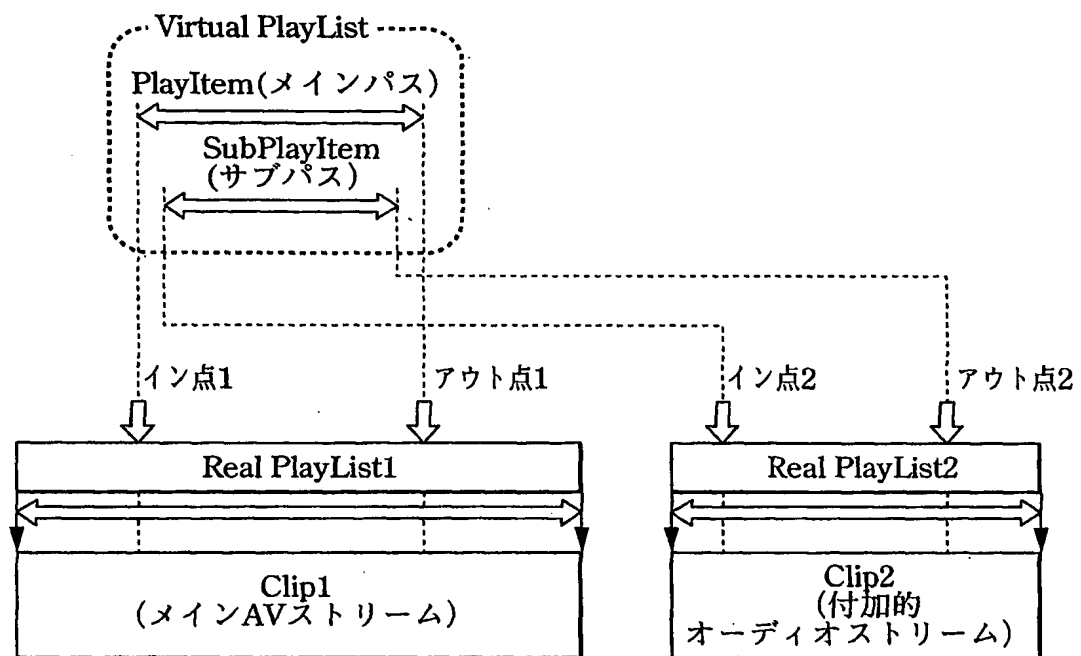 Virtual PlayList
PlayItem(メインパス)
SubPlayItem
(サブパス)
イン点1
アウト点1
イン点2
アウト点2
Real PlayList1
Real PlayList2
Clip1
(メインAVストリーム)
Clip2
(付加的
オーディオストリーム)